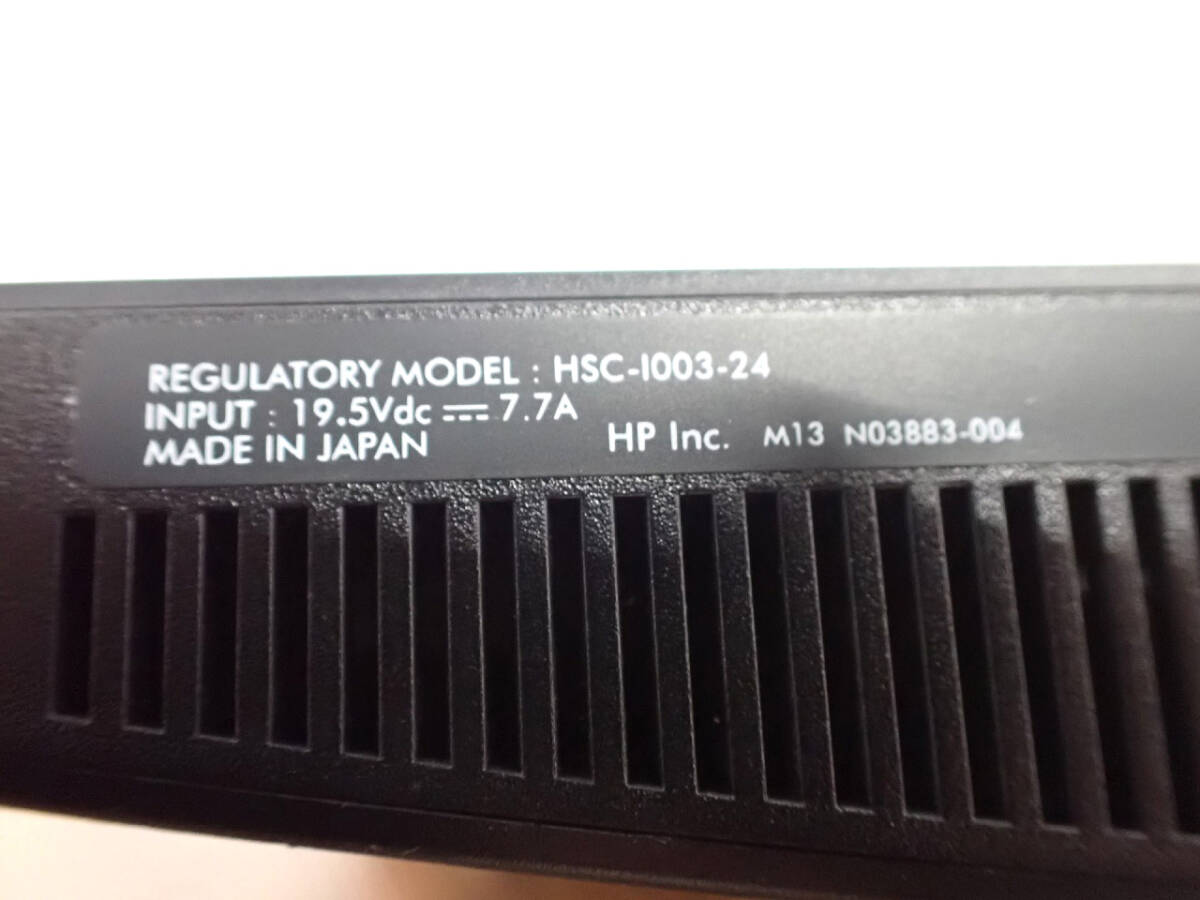 REGULATORY MODEL : HSC-I003-24
INPUT : 19.5Vdc ⎓ 7.7A
MADE IN JAPAN HP Inc. M13 N03883-004